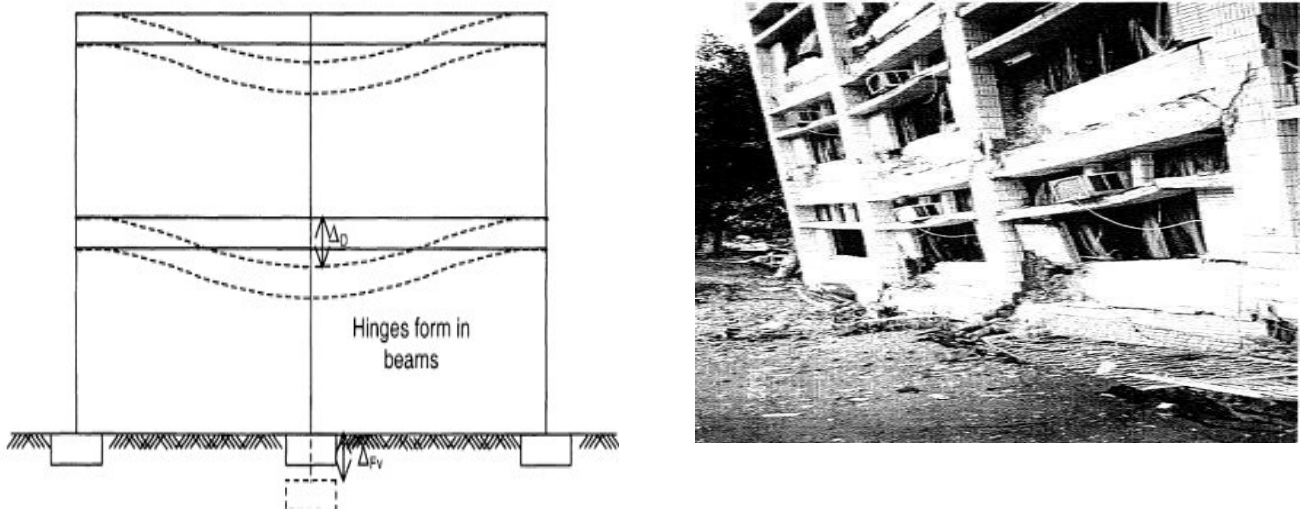 Δ_D
Hinges form in
beams
Δ_Fv